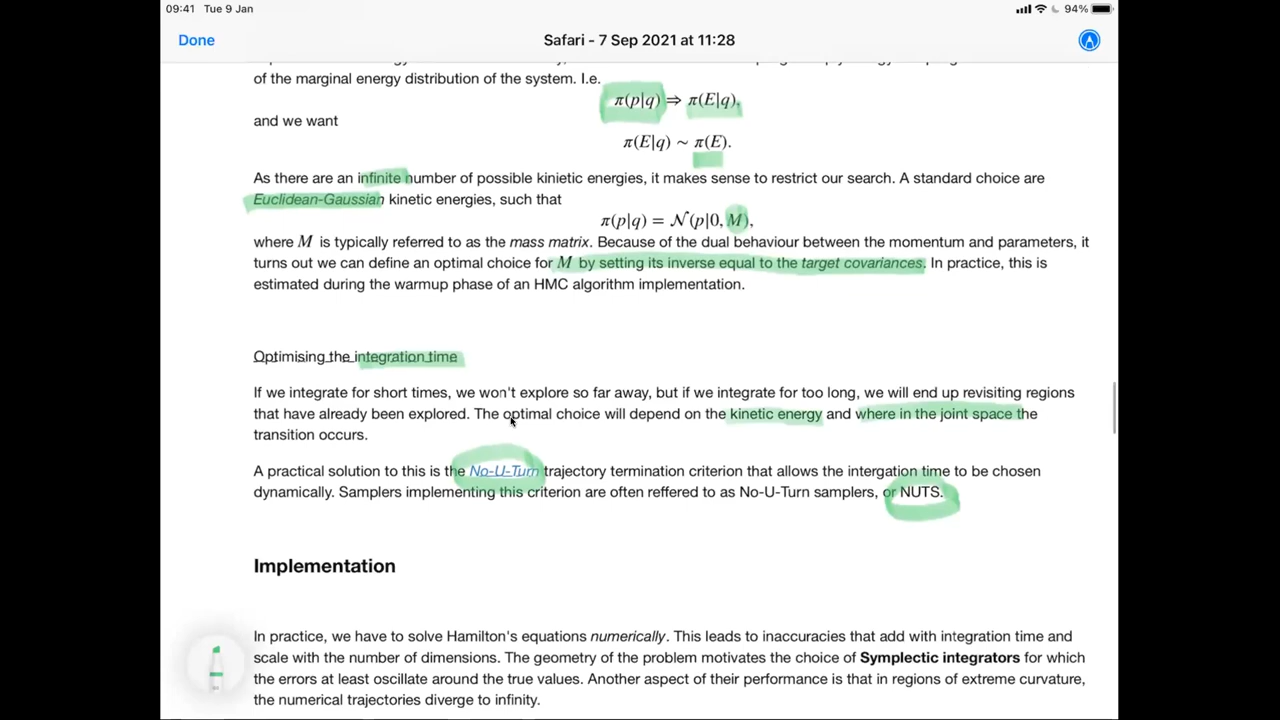 09:41 Tue 9 Jan 94%
Done Safari - 7 Sep 2021 at 11:28
of the marginal energy distribution of the system. I.e.
π(p|q) ⇒ π(E|q),
and we want
π(E|q) ∼ π(E).
As there are an infinite number of possible kinietic energies, it makes sense to restrict our search. A standard choice are
Euclidean-Gaussian kinetic energies, such that
π(p|q) = 𝒩(p|0, M),
where M is typically referred to as the mass matrix. Because of the dual behaviour between the momentum and parameters, it
turns out we can define an optimal choice for M by setting its inverse equal to the target covariances. In practice, this is
estimated during the warmup phase of an HMC algorithm implementation.
Optimising the integration time
If we integrate for short times, we won't explore so far away, but if we integrate for too long, we will end up revisiting regions
that have already been explored. The optimal choice will depend on the kinetic energy and where in the joint space the
transition occurs.
A practical solution to this is the No-U-Turn trajectory termination criterion that allows the intergation time to be chosen
dynamically. Samplers implementing this criterion are often reffered to as No-U-Turn samplers, or NUTS.
Implementation
In practice, we have to solve Hamilton's equations numerically. This leads to inaccuracies that add with integration time and
scale with the number of dimensions. The geometry of the problem motivates the choice of Symplectic integrators for which
the errors at least oscillate around the true values. Another aspect of their performance is that in regions of extreme curvature,
the numerical trajectories diverge to infinity.